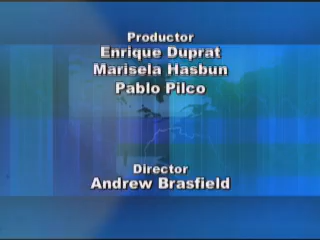 Productor
Enrique Duprat
Marisela Hasbun
Pablo Pilco
Director
Andrew Brasfield